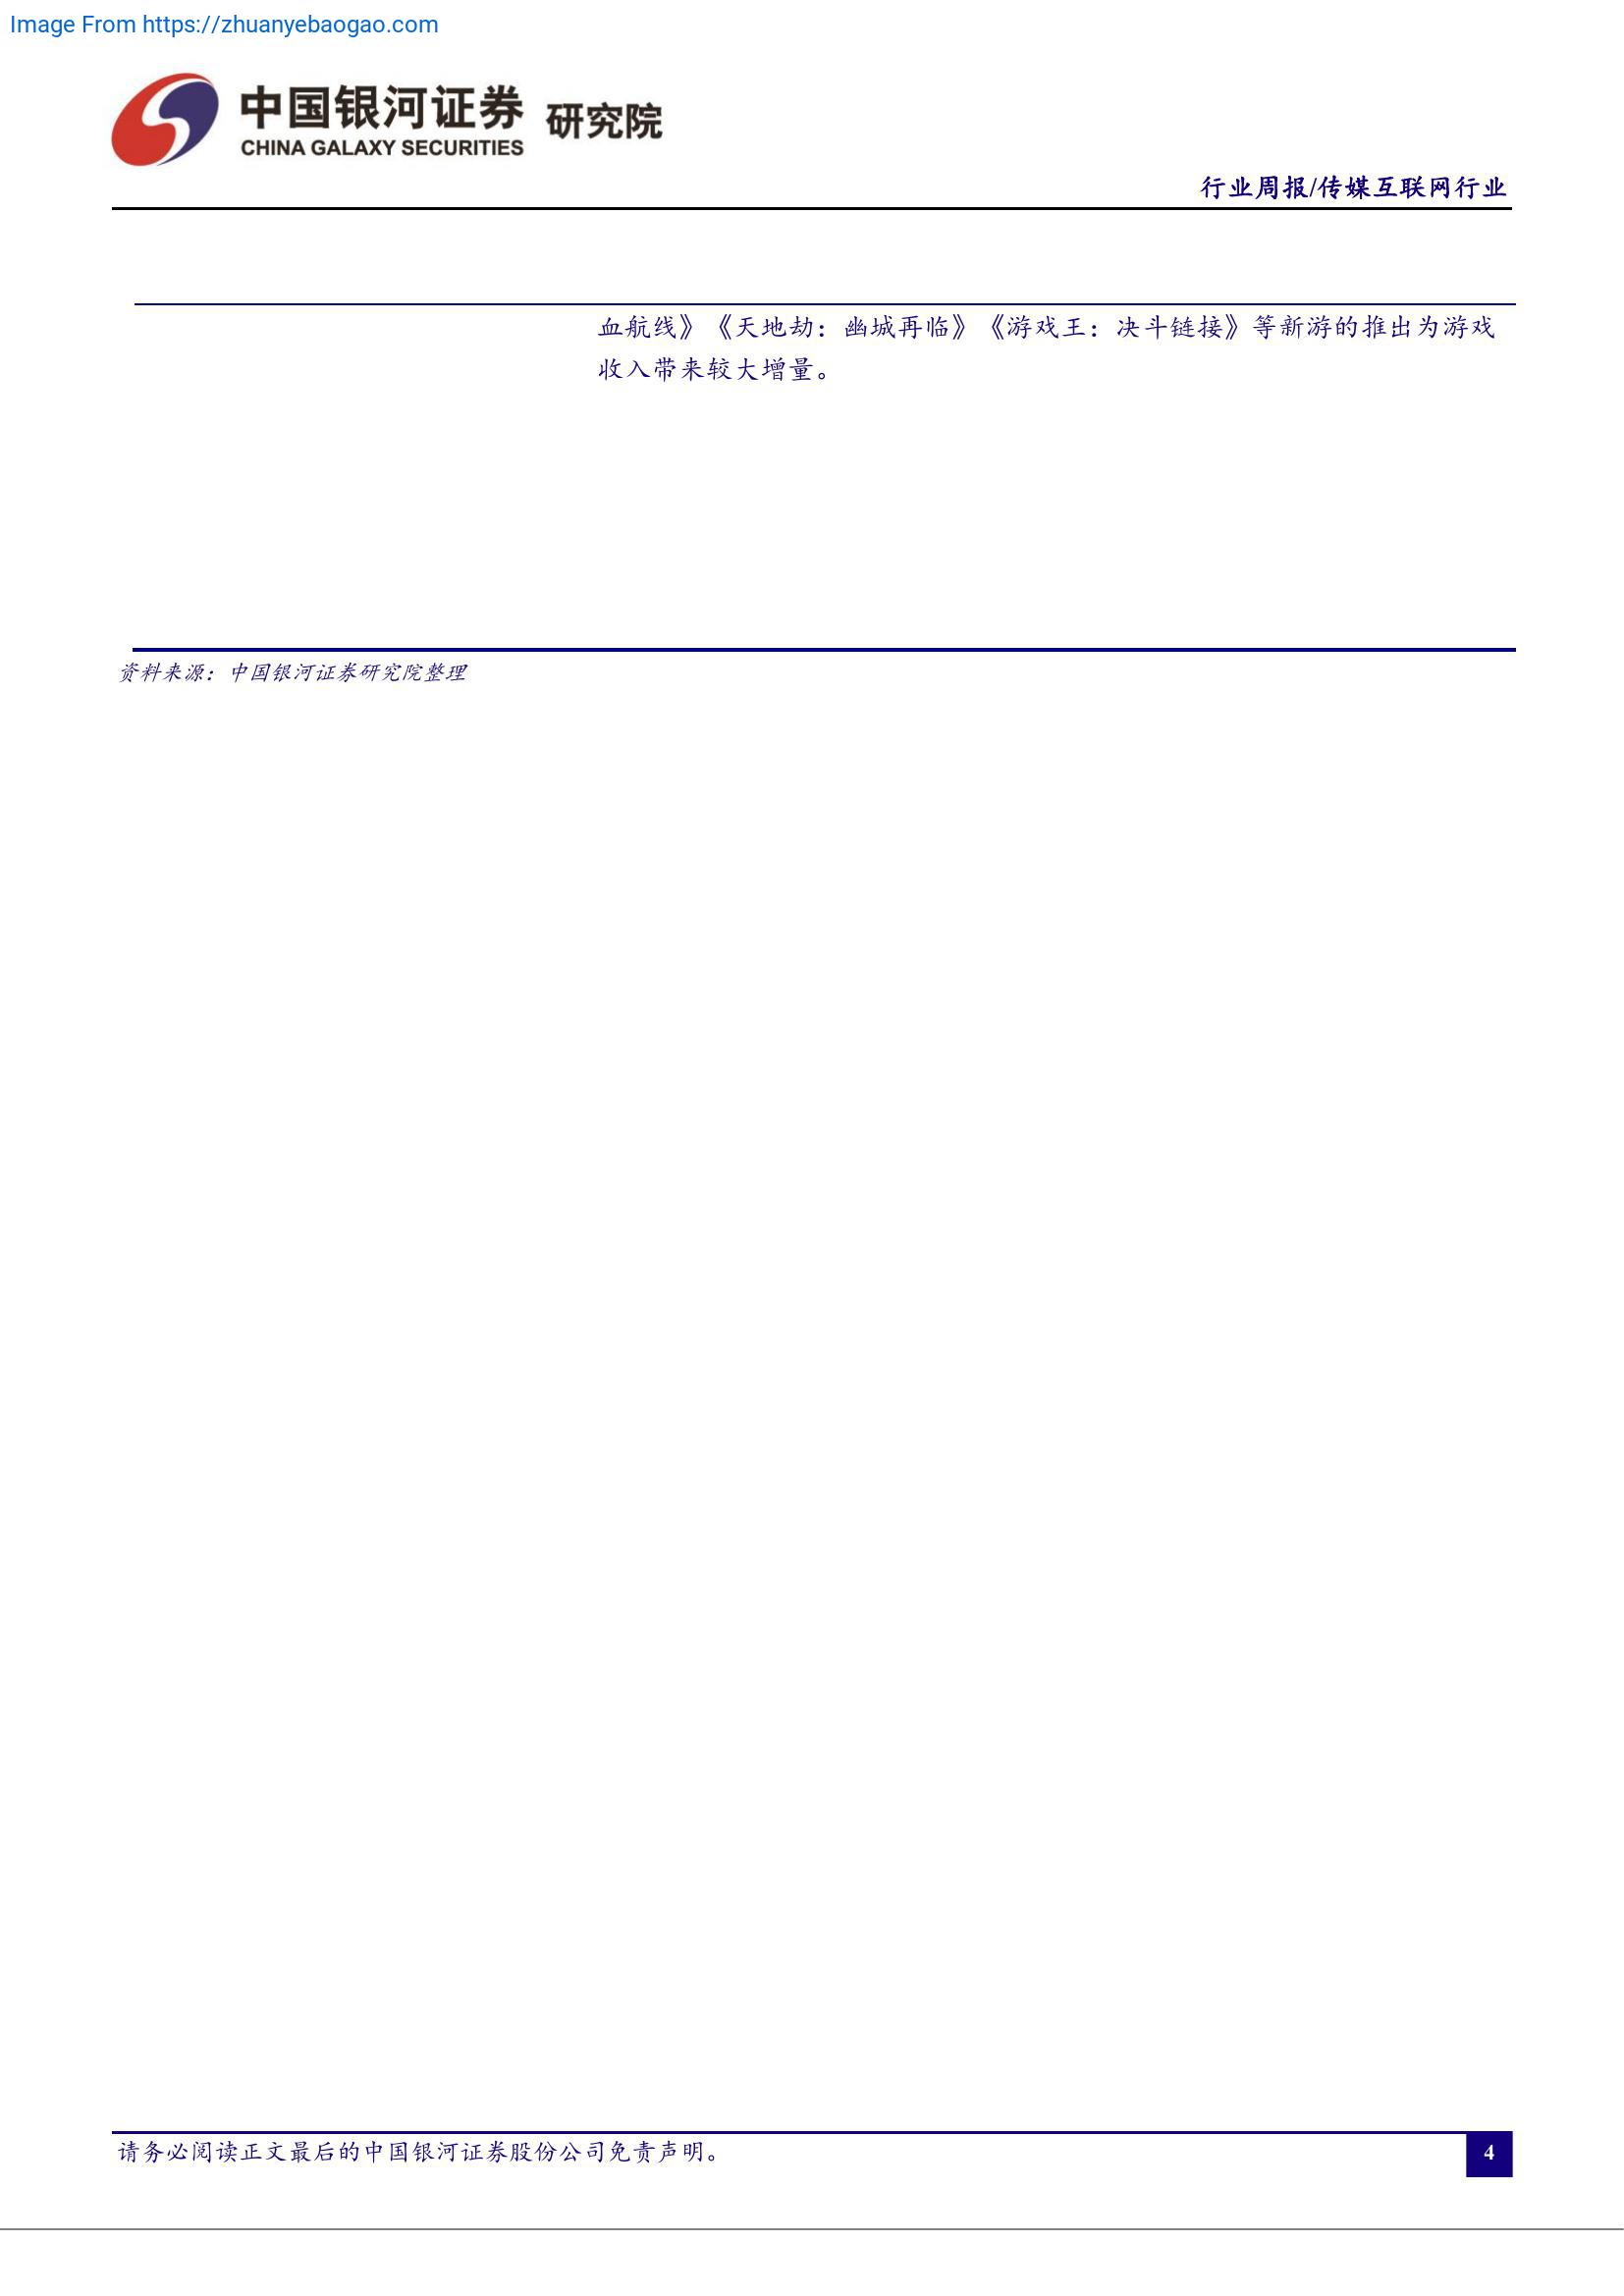 Image From https://zhuanyebaogao.com
中国银河证券 研究院
CHINA GALAXY SECURITIES
行业周报/传媒互联网行业
血航线》《天地劫：幽城再临》《游戏王：决斗链接》等新游的推出为游戏
收入带来较大增量。
资料来源：中国银河证券研究院整理
请务必阅读正文最后的中国银河证券股份公司免责声明。
4